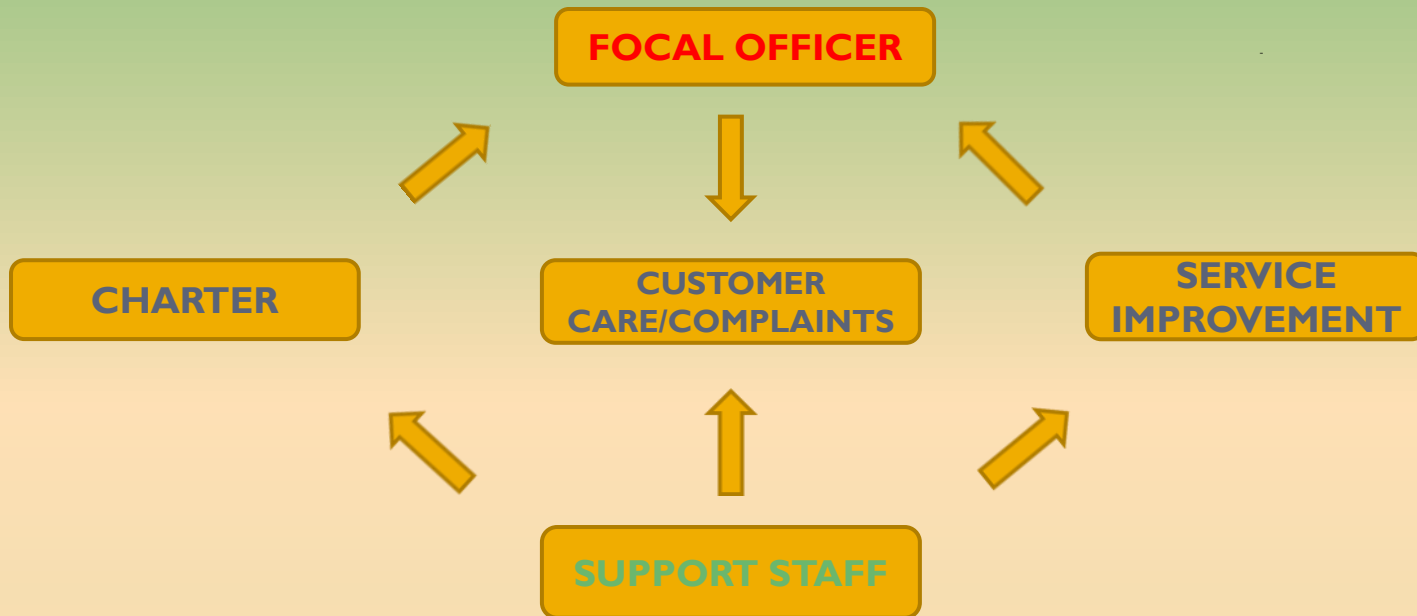 FOCAL OFFICER
CHARTER
CUSTOMER
CARE/COMPLAINTS
SERVICE
IMPROVEMENT
SUPPORT STAFF